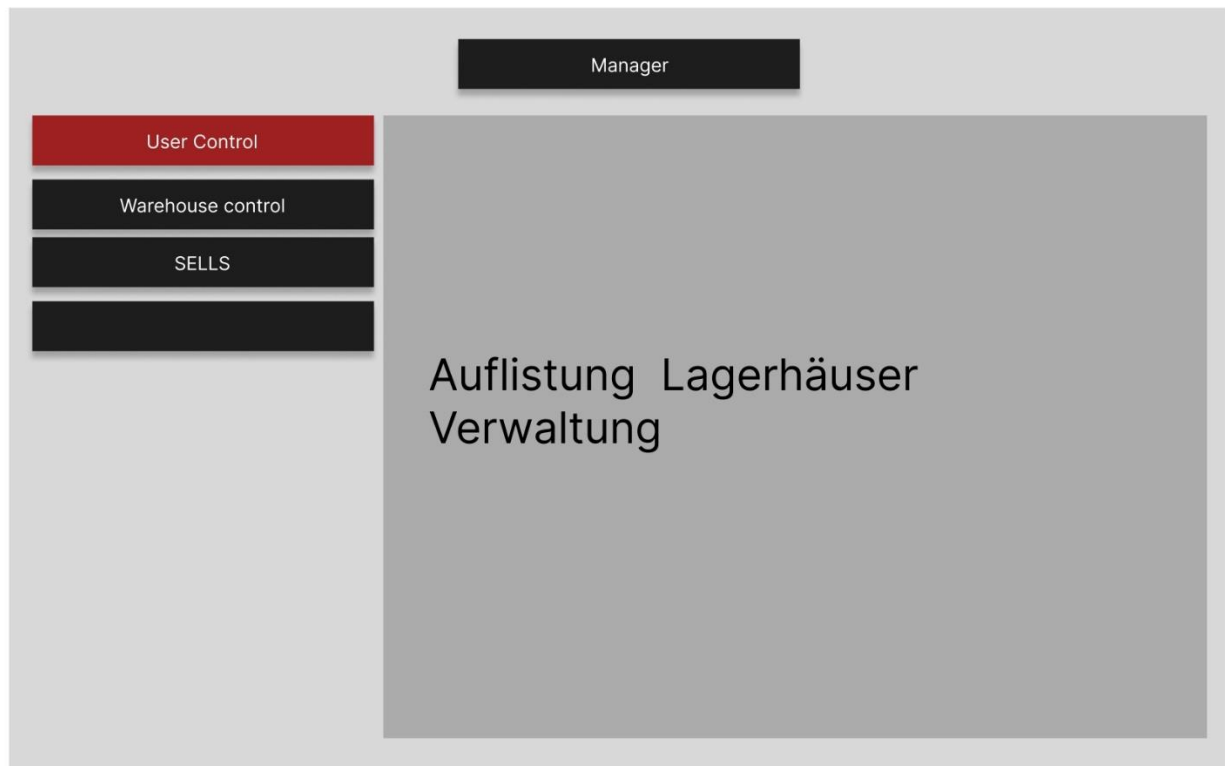 Manager
User Control
Warehouse control
SELLS
Auflistung Lagerhäuser
Verwaltung